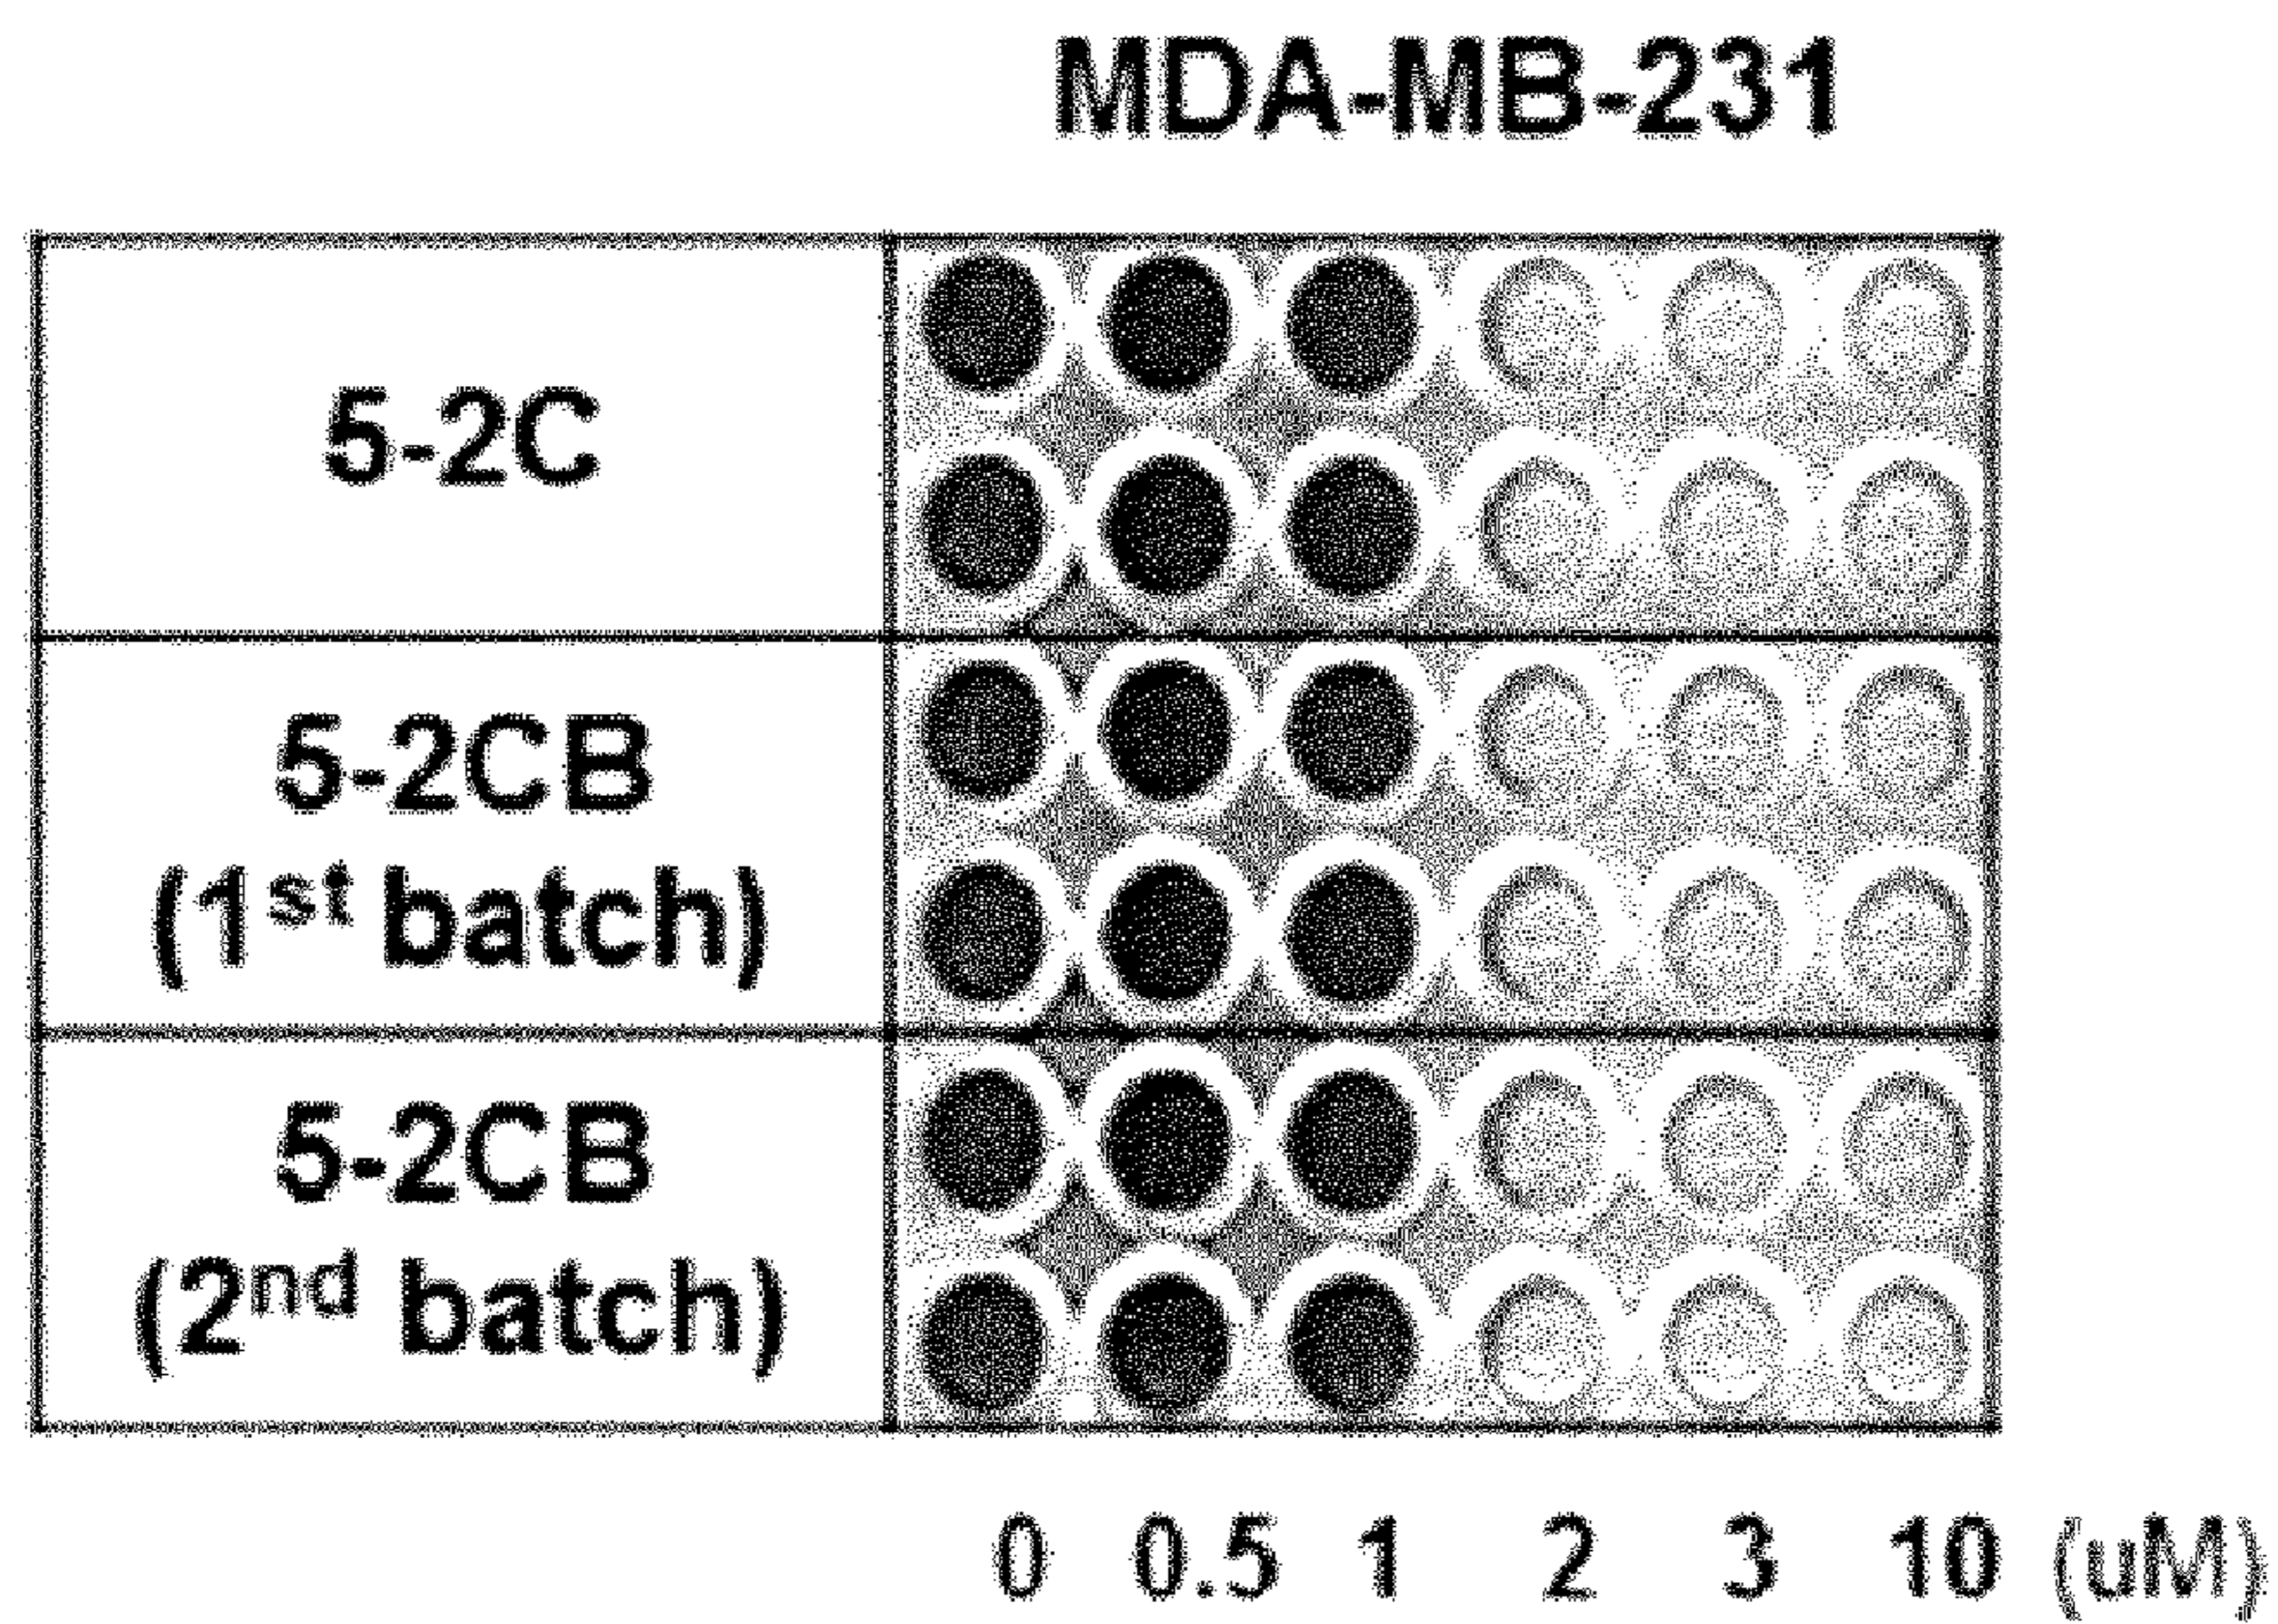 MDA-MB-231
5-2C
5-2CB
(1st batch)
5-2CB
(2nd batch)
0 0.5 1 2 3 10 (uM)